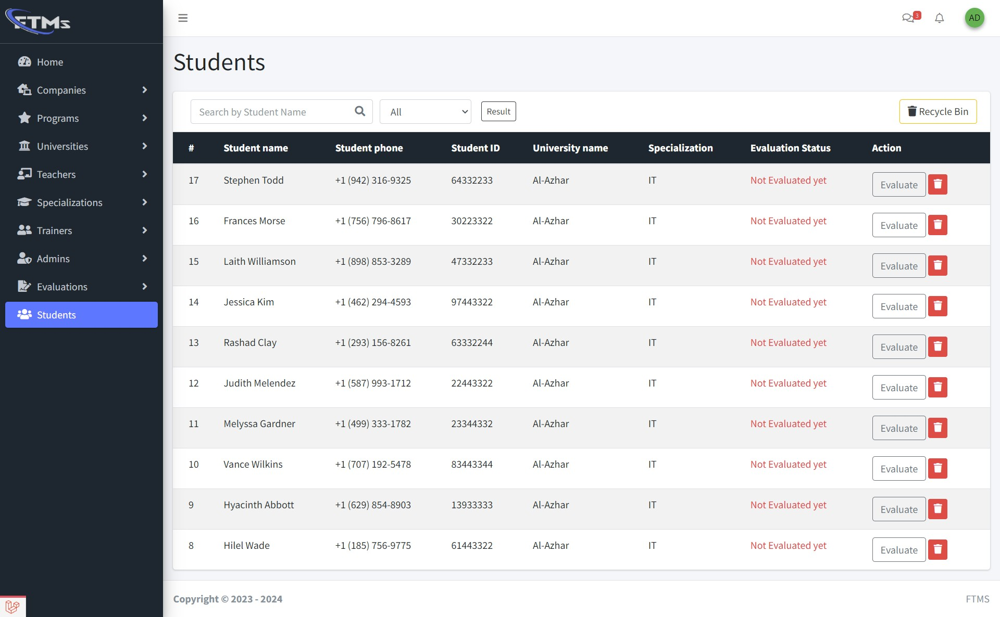 FTMs
3
AD
Home
Companies
Programs
Universities
Teachers
Specializations
Trainers
Admins
Evaluations
Students
Students
Search by Student Name
All
Result
Recycle Bin
# Student name Student phone Student ID University name Specialization Evaluation Status Action
17 Stephen Todd +1 (942) 316-9325 64332233 Al-Azhar IT Not Evaluated yet Evaluate
16 Frances Morse +1 (756) 796-8617 30223322 Al-Azhar IT Not Evaluated yet Evaluate
15 Laith Williamson +1 (898) 853-3289 47332233 Al-Azhar IT Not Evaluated yet Evaluate
14 Jessica Kim +1 (462) 294-4593 97443322 Al-Azhar IT Not Evaluated yet Evaluate
13 Rashad Clay +1 (293) 156-8261 63332244 Al-Azhar IT Not Evaluated yet Evaluate
12 Judith Melendez +1 (587) 993-1712 22443322 Al-Azhar IT Not Evaluated yet Evaluate
11 Melyssa Gardner +1 (499) 333-1782 23344332 Al-Azhar IT Not Evaluated yet Evaluate
10 Vance Wilkins +1 (707) 192-5478 83443344 Al-Azhar IT Not Evaluated yet Evaluate
9 Hyacinth Abbott +1 (629) 854-8903 13933333 Al-Azhar IT Not Evaluated yet Evaluate
8 Hilel Wade +1 (185) 756-9775 61443322 Al-Azhar IT Not Evaluated yet Evaluate
Copyright © 2023 - 2024
FTMS